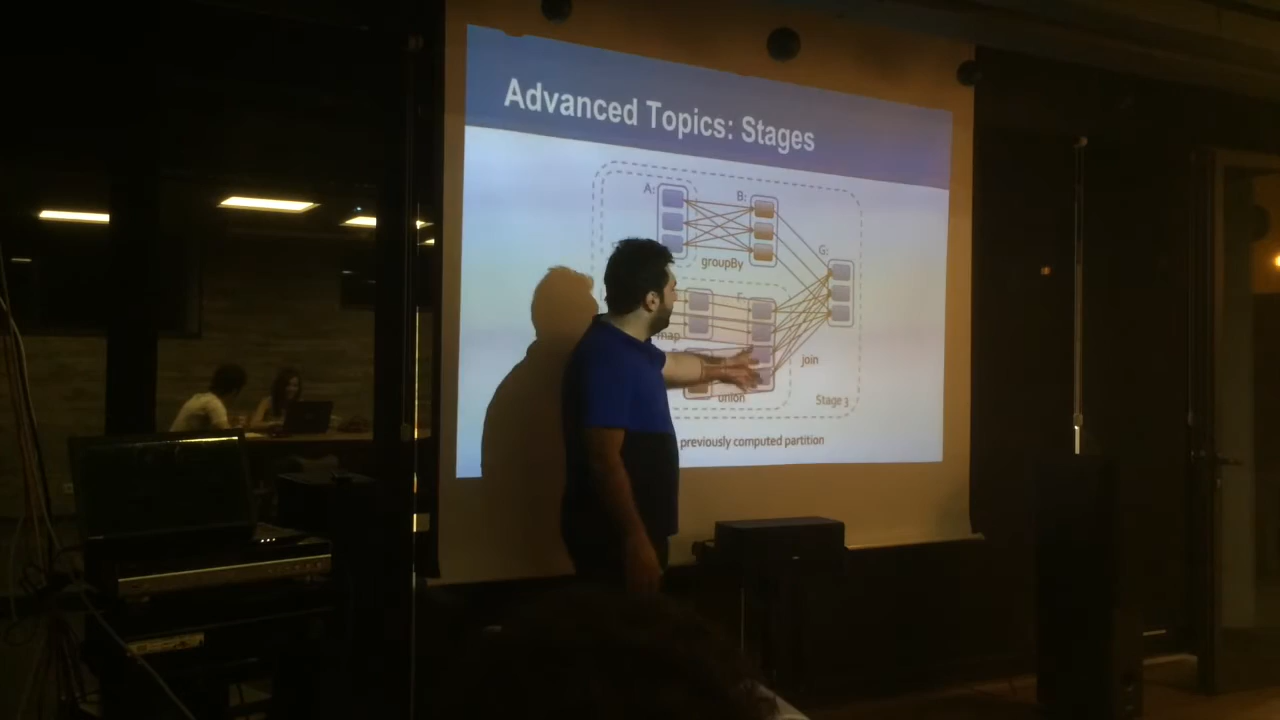 Advanced Topics: Stages
A:
B:
G:
groupBy
F:
map
join
union
Stage 3
previously computed partition